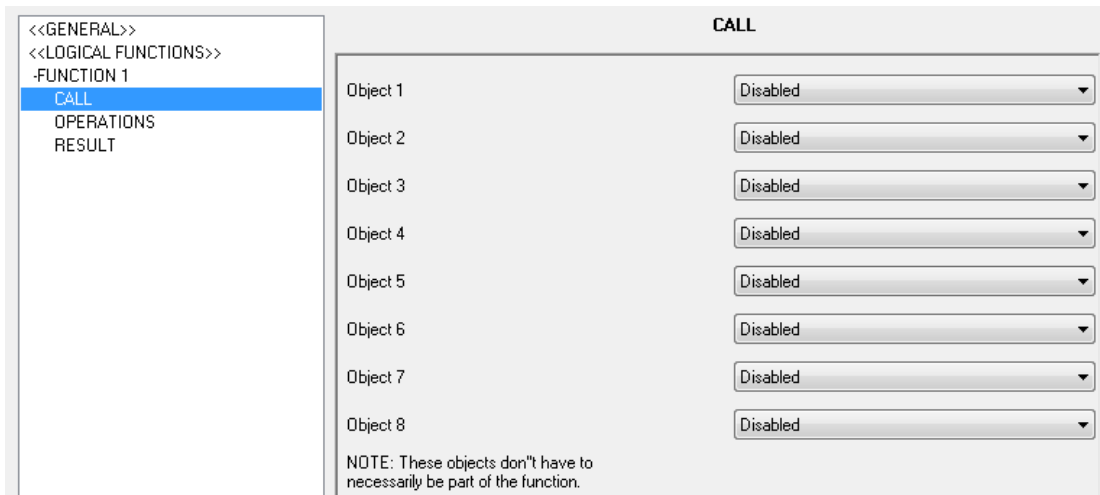 <<GENERAL>>
<<LOGICAL FUNCTIONS>>
-FUNCTION 1
CALL
OPERATIONS
RESULT
CALL
Object 1 Disabled
Object 2 Disabled
Object 3 Disabled
Object 4 Disabled
Object 5 Disabled
Object 6 Disabled
Object 7 Disabled
Object 8 Disabled
NOTE: These objects don"t have to
necessarily be part of the function.